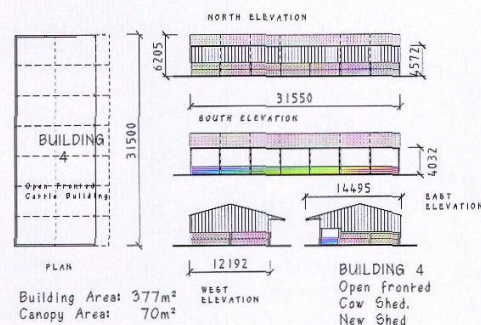 NORTH ELEVATION
6205
4572
31550
31500
BUILDING
4
Open Fronted
Cattle Building
SOUTH ELEVATION
4032
14495
EAST
ELEVATION
PLAN
12192
WEST
ELEVATION
Building Area: 377m²
Canopy Area: 70m²
BUILDING 4
Open fronted
Cow Shed.
New Shed